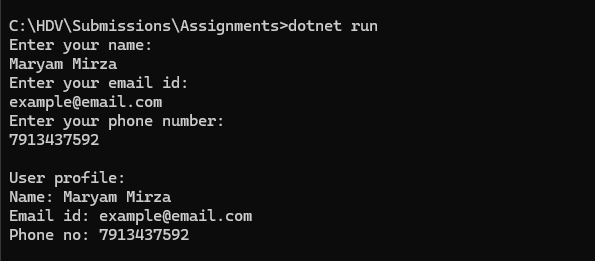 C:\HDV\Submissions\Assignments>dotnet run
Enter your name:
Maryam Mirza
Enter your email id:
example@email.com
Enter your phone number:
7913437592
User profile:
Name: Maryam Mirza
Email id: example@email.com
Phone no: 7913437592